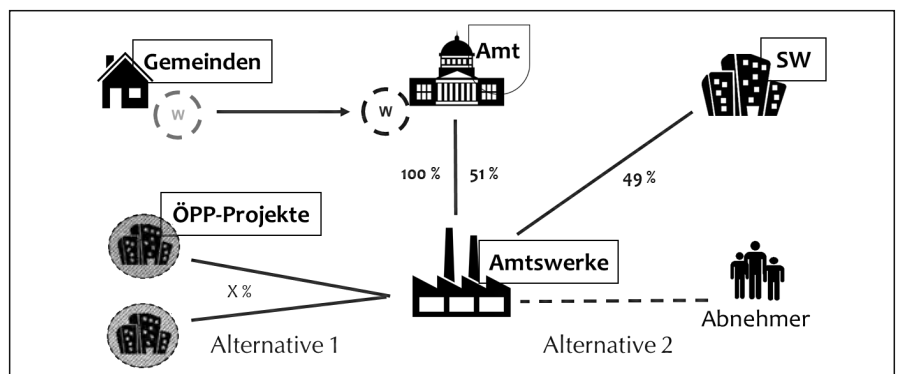 Gemeinden
Amt
SW
W
W
100 %
51 %
49 %
ÖPP-Projekte
Amtswerke
X %
Abnehmer
Alternative 1
Alternative 2